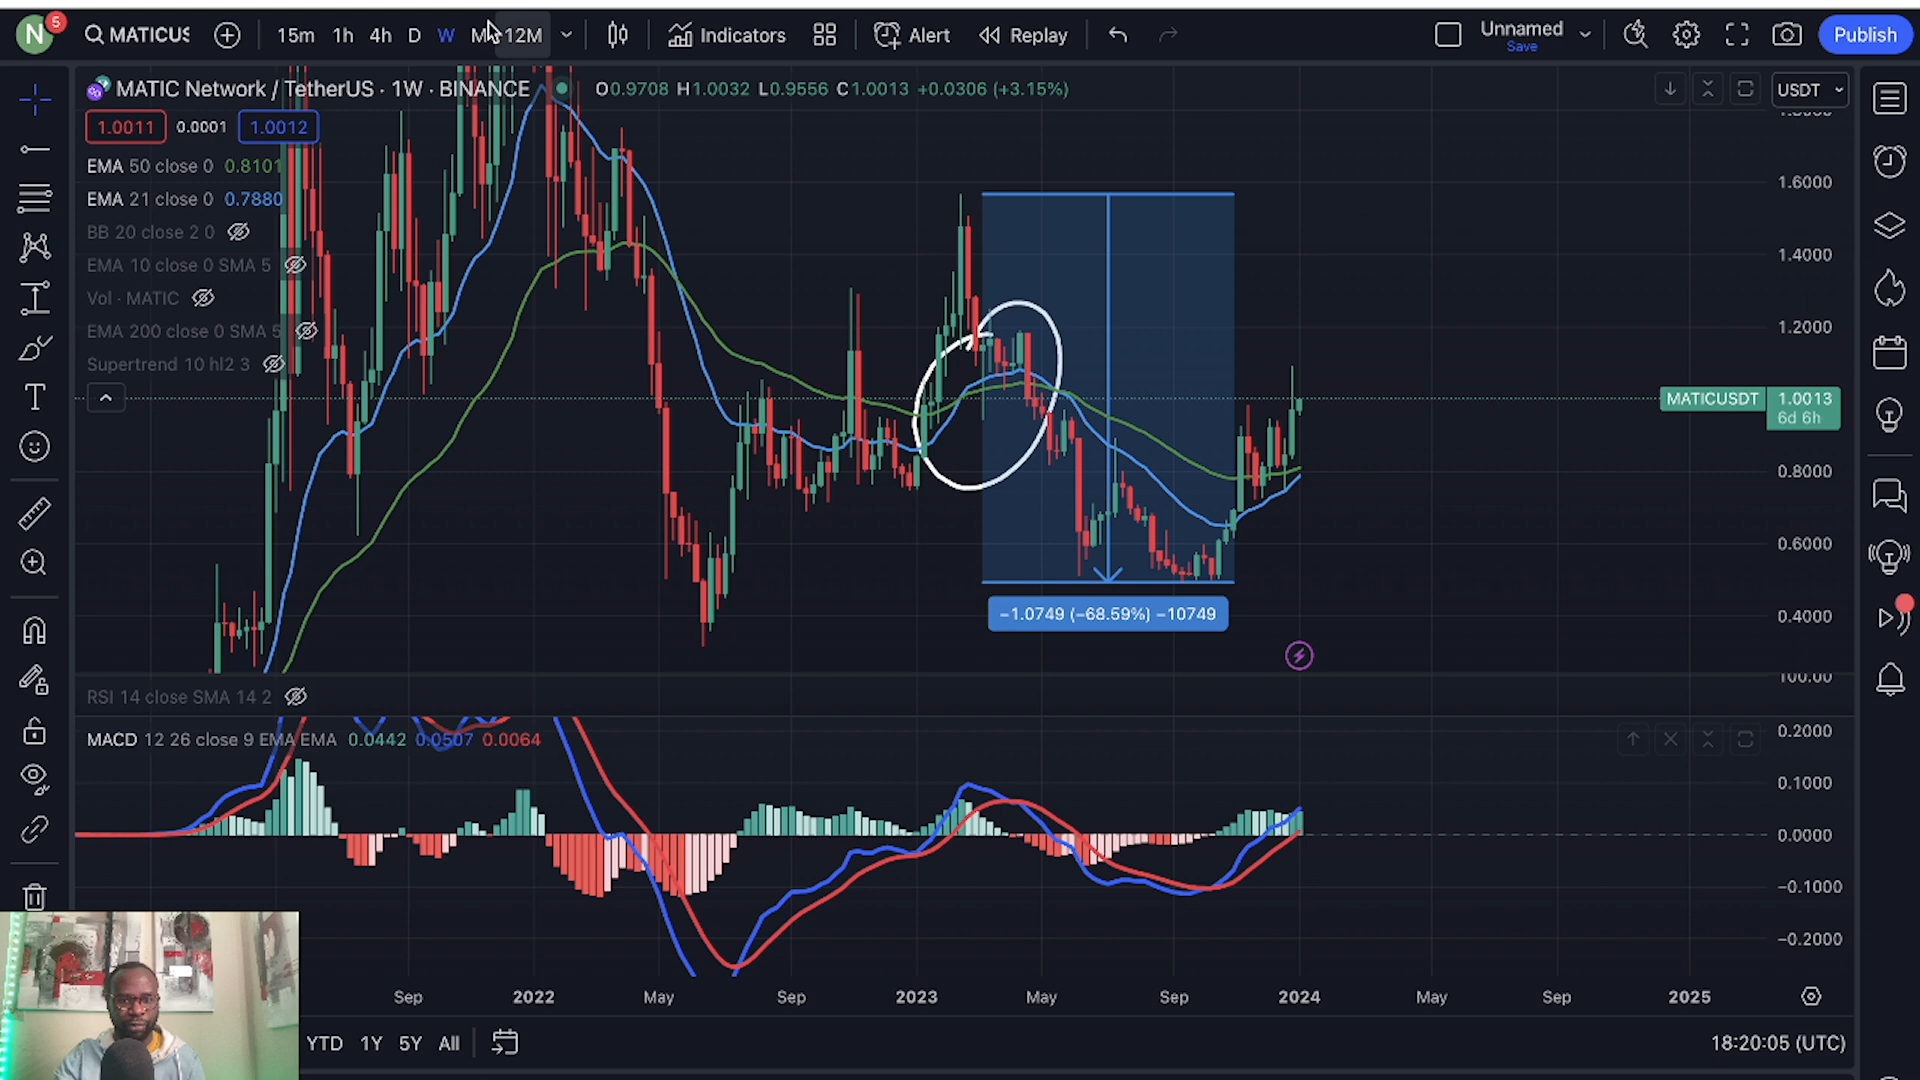 N 5 MATICUS 15m 1h 4h D W M 12M Indicators Alert Replay Unnamed Save Publish
MATIC Network / TetherUS · 1W · BINANCE O0.9708 H1.0032 L0.9556 C1.0013 +0.0306 (+3.15%) USDT
1.0011 0.0001 1.0012
EMA 50 close 0 0.8101
EMA 21 close 0 0.7880
BB 20 close 2 0
EMA 10 close 0 SMA 5
Vol · MATIC
EMA 200 close 0 SMA 5
Supertrend 10 hl2 3
1.6000
1.4000
1.2000
MATICUSDT 1.0013
6d 6h
0.8000
0.6000
0.4000
−1.0749 (−68.59%) −10749
100.00
RSI 14 close SMA 14 2
MACD 12 26 close 9 EMA EMA 0.0442 0.0507 0.0064
0.2000
0.1000
0.0000
−0.1000
−0.2000
Sep 2022 May Sep 2023 May Sep 2024 May Sep 2025
YTD 1Y 5Y All
18:20:05 (UTC)